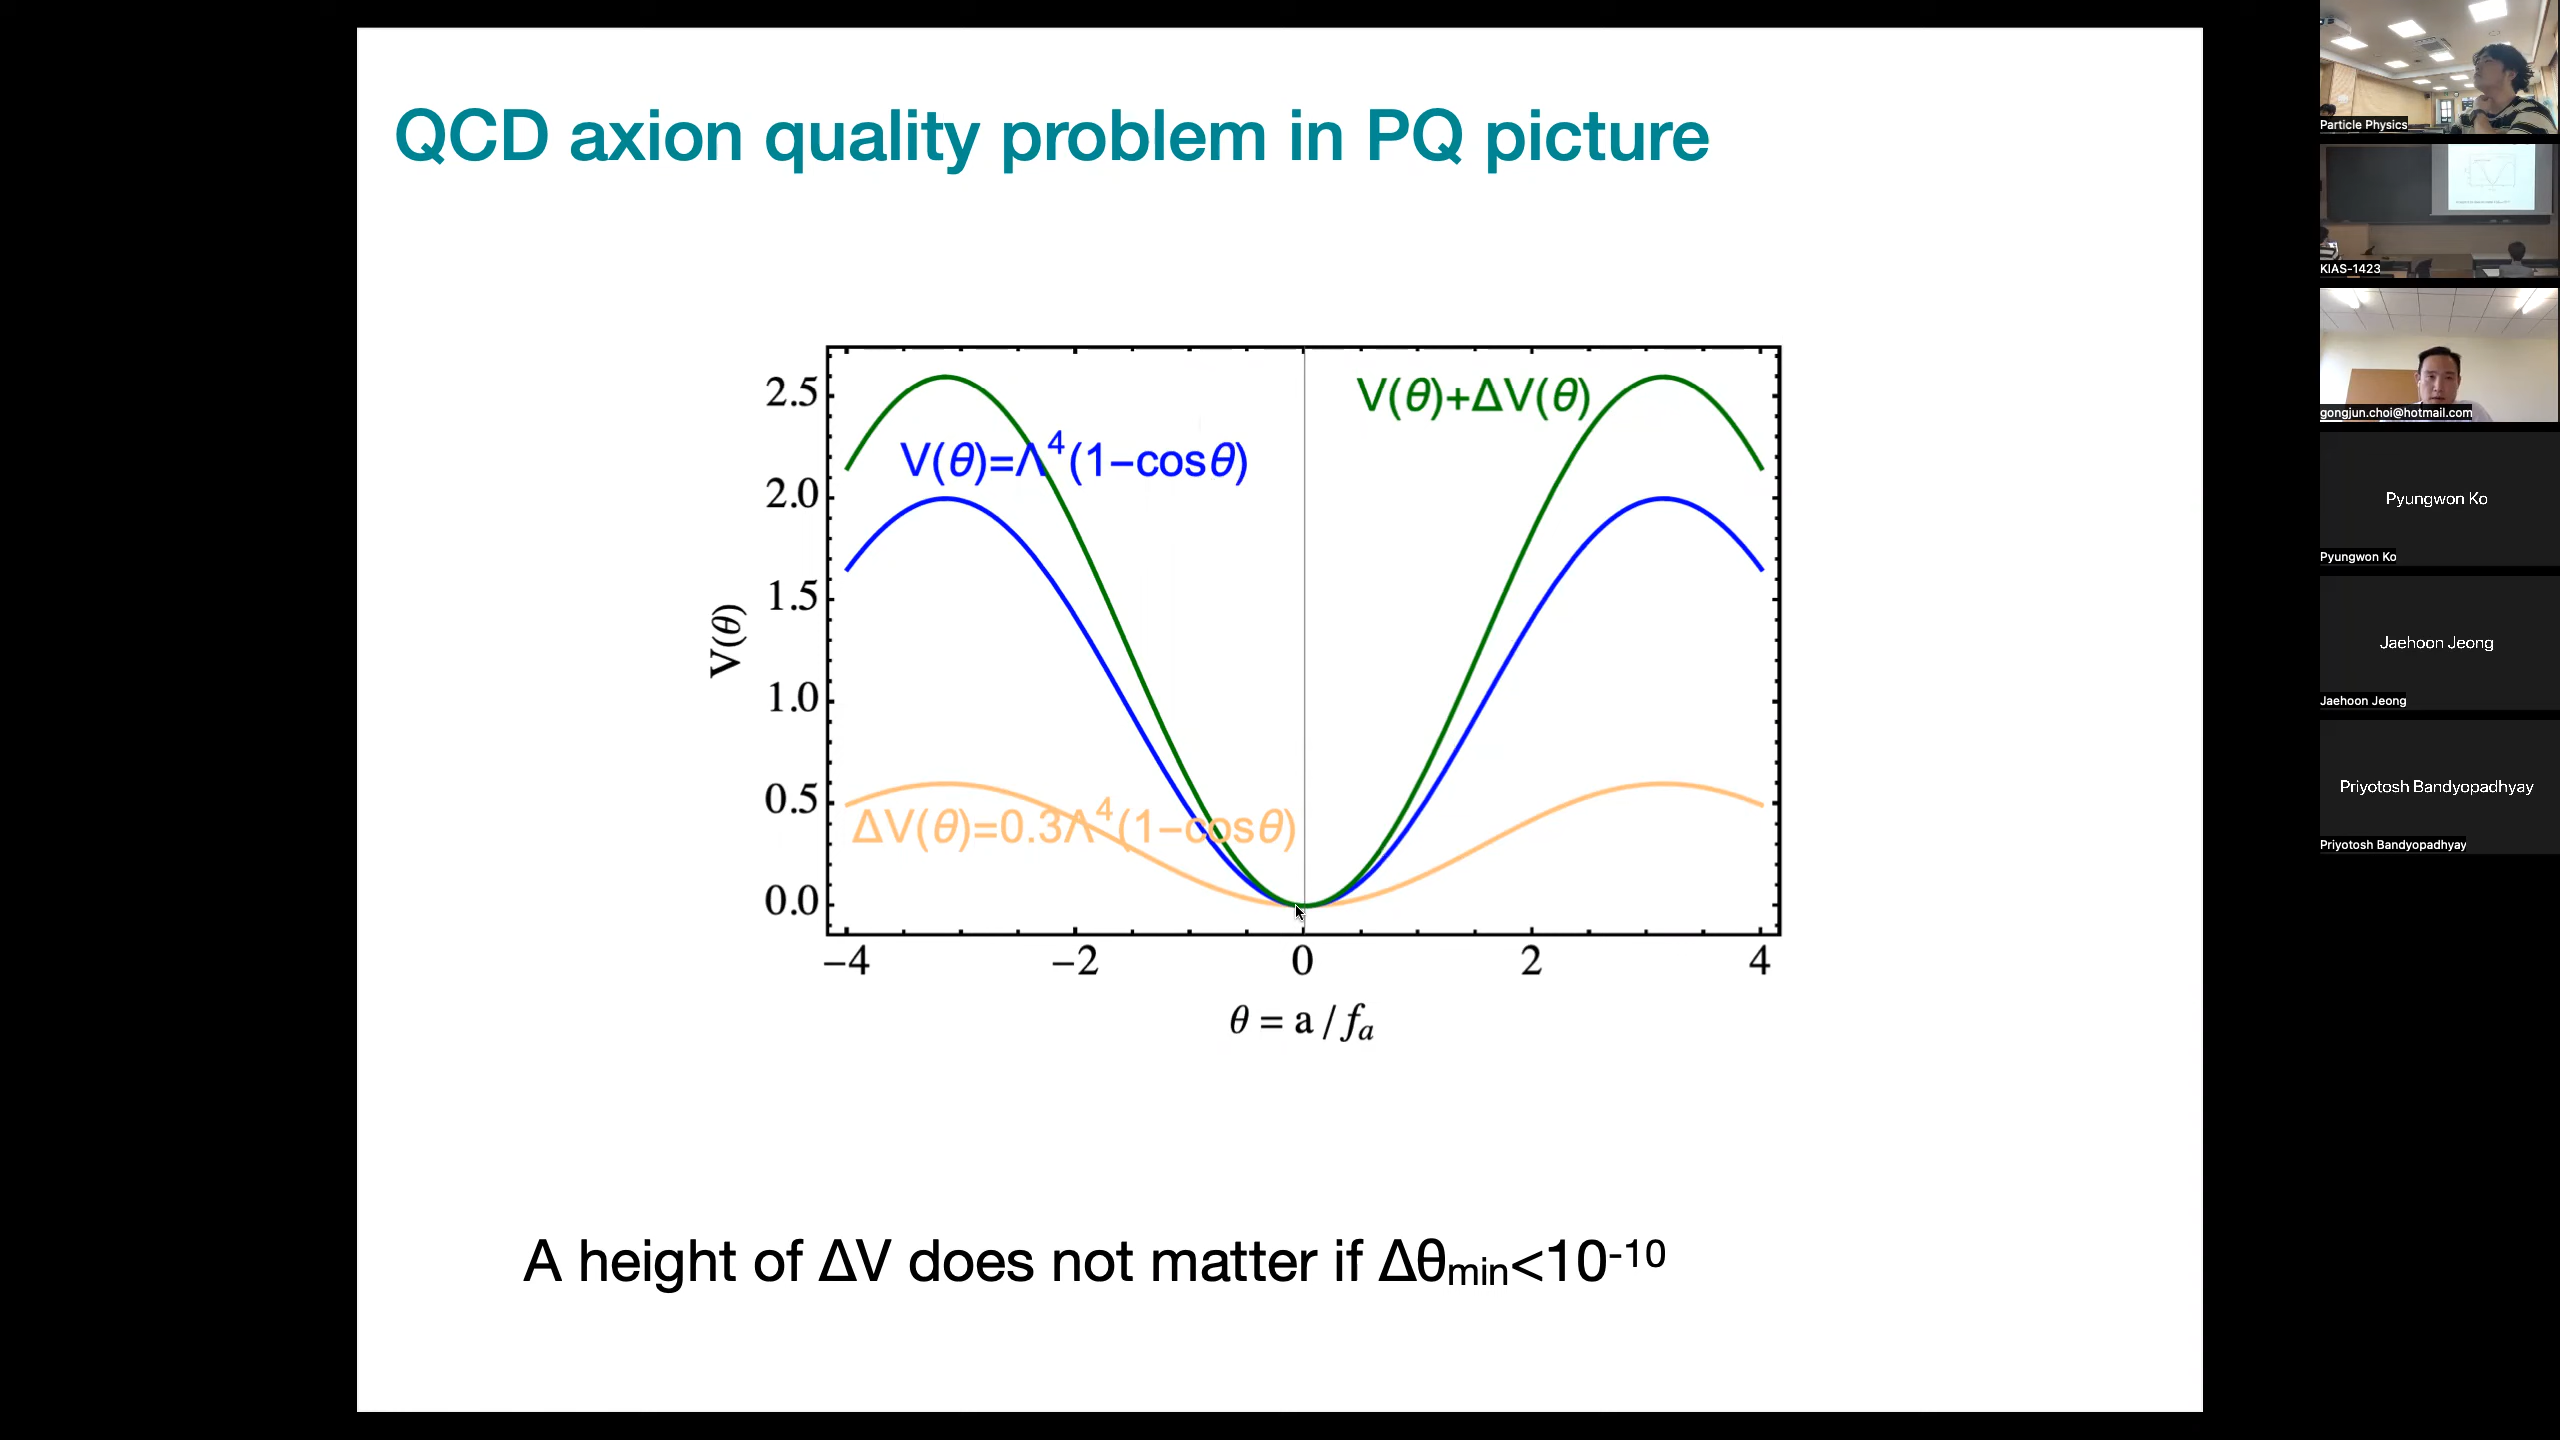 QCD axion quality problem in PQ picture
V(θ)+ΔV(θ)
V(θ)=Λ⁴(1−cosθ)
ΔV(θ)=0.3Λ⁴(1−cosθ)
V(θ)
2.5
2.0
1.5
1.0
0.5
0.0
−4 −2 0 2 4
θ = a / fₐ
A height of ΔV does not matter if Δθmin<10⁻¹⁰
Particle Physics
KIAS-1423
gongjun.choi@hotmail.com
Pyungwon Ko
Pyungwon Ko
Jaehoon Jeong
Jaehoon Jeong
Priyotosh Bandyopadhyay
Priyotosh Bandyopadhyay